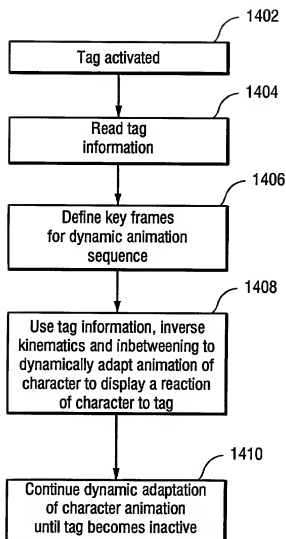 1402
Tag activated
1404
Read tag
information
1406
Define key frames
for dynamic animation
sequence
1408
Use tag information, inverse
kinematics and inbetweening to
dynamically adapt animation of
character to display a reaction
of character to tag
1410
Continue dynamic adaptation
of character animation
until tag becomes inactive